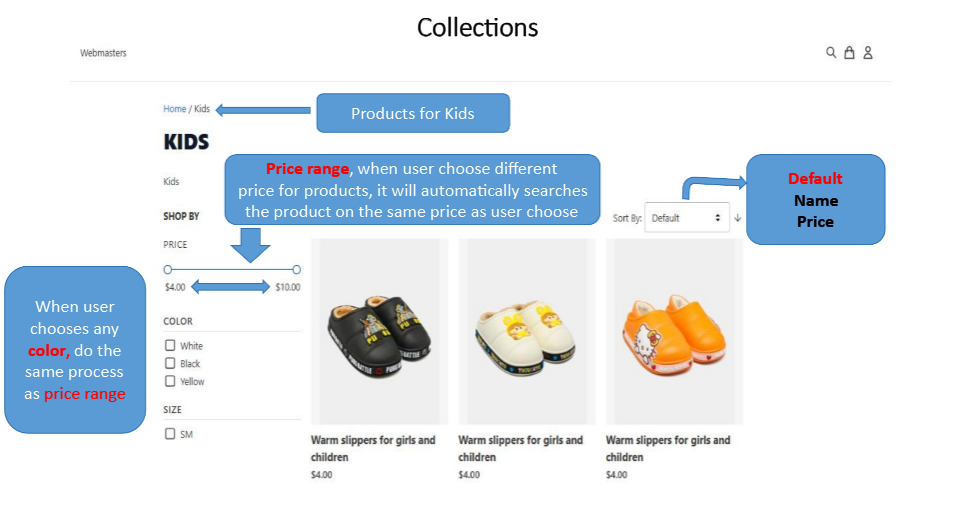 Collections
Webmasters
Home / Kids
Products for Kids
KIDS
Price range, when user choose different
price for products, it will automatically searches
the product on the same price as user choose
Default
Name
Price
Kids
SHOP BY
Sort By:
Default
PRICE
$4.00
$10.00
When user
chooses any
color, do the
same process
as price range
COLOR
White
Black
Yellow
SIZE
SM
Warm slippers for girls and
children
$4.00
Warm slippers for girls and
children
$4.00
Warm slippers for girls and
children
$4.00